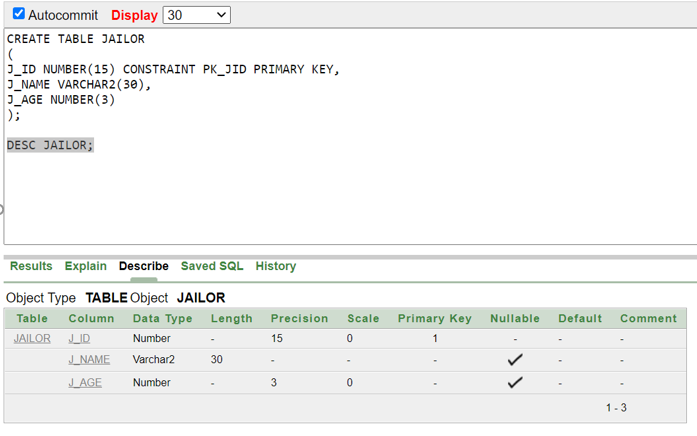 Autocommit Display 30
CREATE TABLE JAILOR
(
J_ID NUMBER(15) CONSTRAINT PK_JID PRIMARY KEY,
J_NAME VARCHAR2(30),
J_AGE NUMBER(3)
);
DESC JAILOR;
Results Explain Describe Saved SQL History
Object Type TABLE Object JAILOR
Table Column Data Type Length Precision Scale Primary Key Nullable Default Comment
JAILOR J_ID Number - 15 0 1 - - -
J_NAME Varchar2 30 - - - ✓ - -
J_AGE Number - 3 0 - ✓ - -
1 - 3